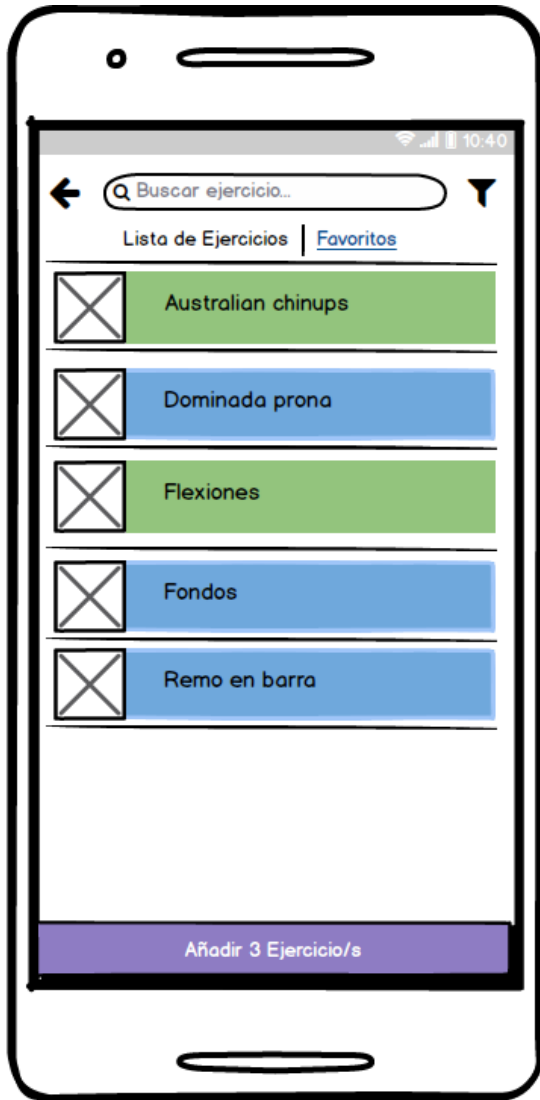 10:40
Buscar ejercicio...
Lista de Ejercicios Favoritos
Australian chinups
Dominada prona
Flexiones
Fondos
Remo en barra
Añadir 3 Ejercicio/s